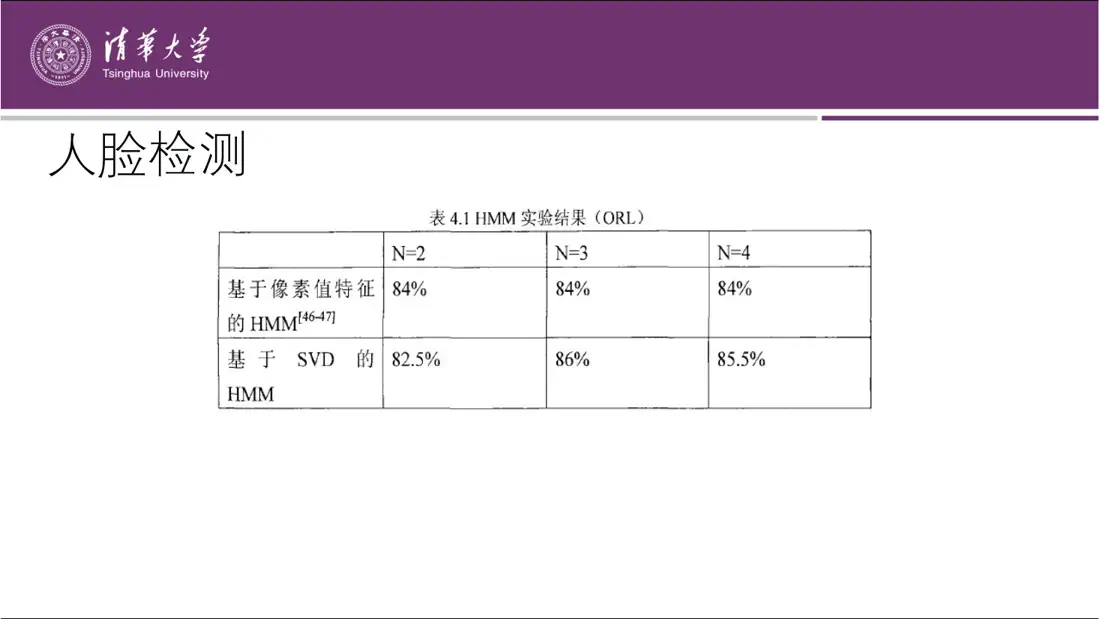 清华大学
Tsinghua University
人脸检测
表 4.1 HMM 实验结果（ORL）
N=2 N=3 N=4
基于像素值特征 84% 84% 84%
的 HMM[46-47]
基于 SVD 的 82.5% 86% 85.5%
HMM